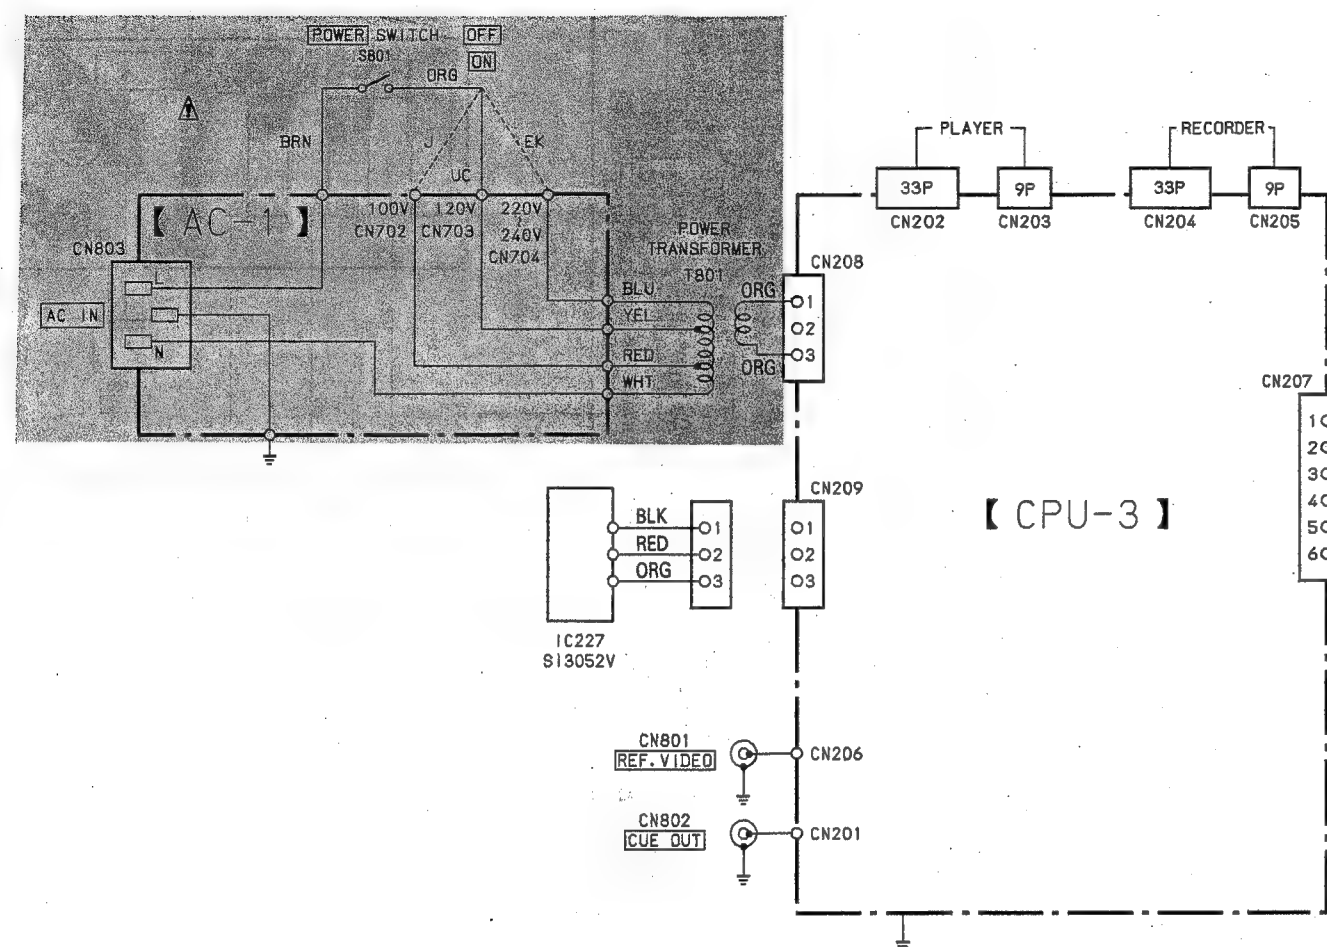 POWER SWITCH
OFF
S801
ON
ORG
BRN
J
EK
UC
【 AC-1 】
100V
120V
220V
~
240V
CN702
CN703
CN704
CN803
L
AC IN
N
POWER
TRANSFORMER
T801
BLU
YEL
RED
WHT
ORG
ORG
CN208
1
2
3
PLAYER
33P
9P
CN202
CN203
RECORDER
33P
9P
CN204
CN205
CN207
1
2
3
4
5
6
CN209
1
2
3
【 CPU-3 】
BLK
RED
ORG
1
2
3
IC227
SI3052V
CN801
REF.VIDEO
CN206
CN802
CUE OUT
CN201